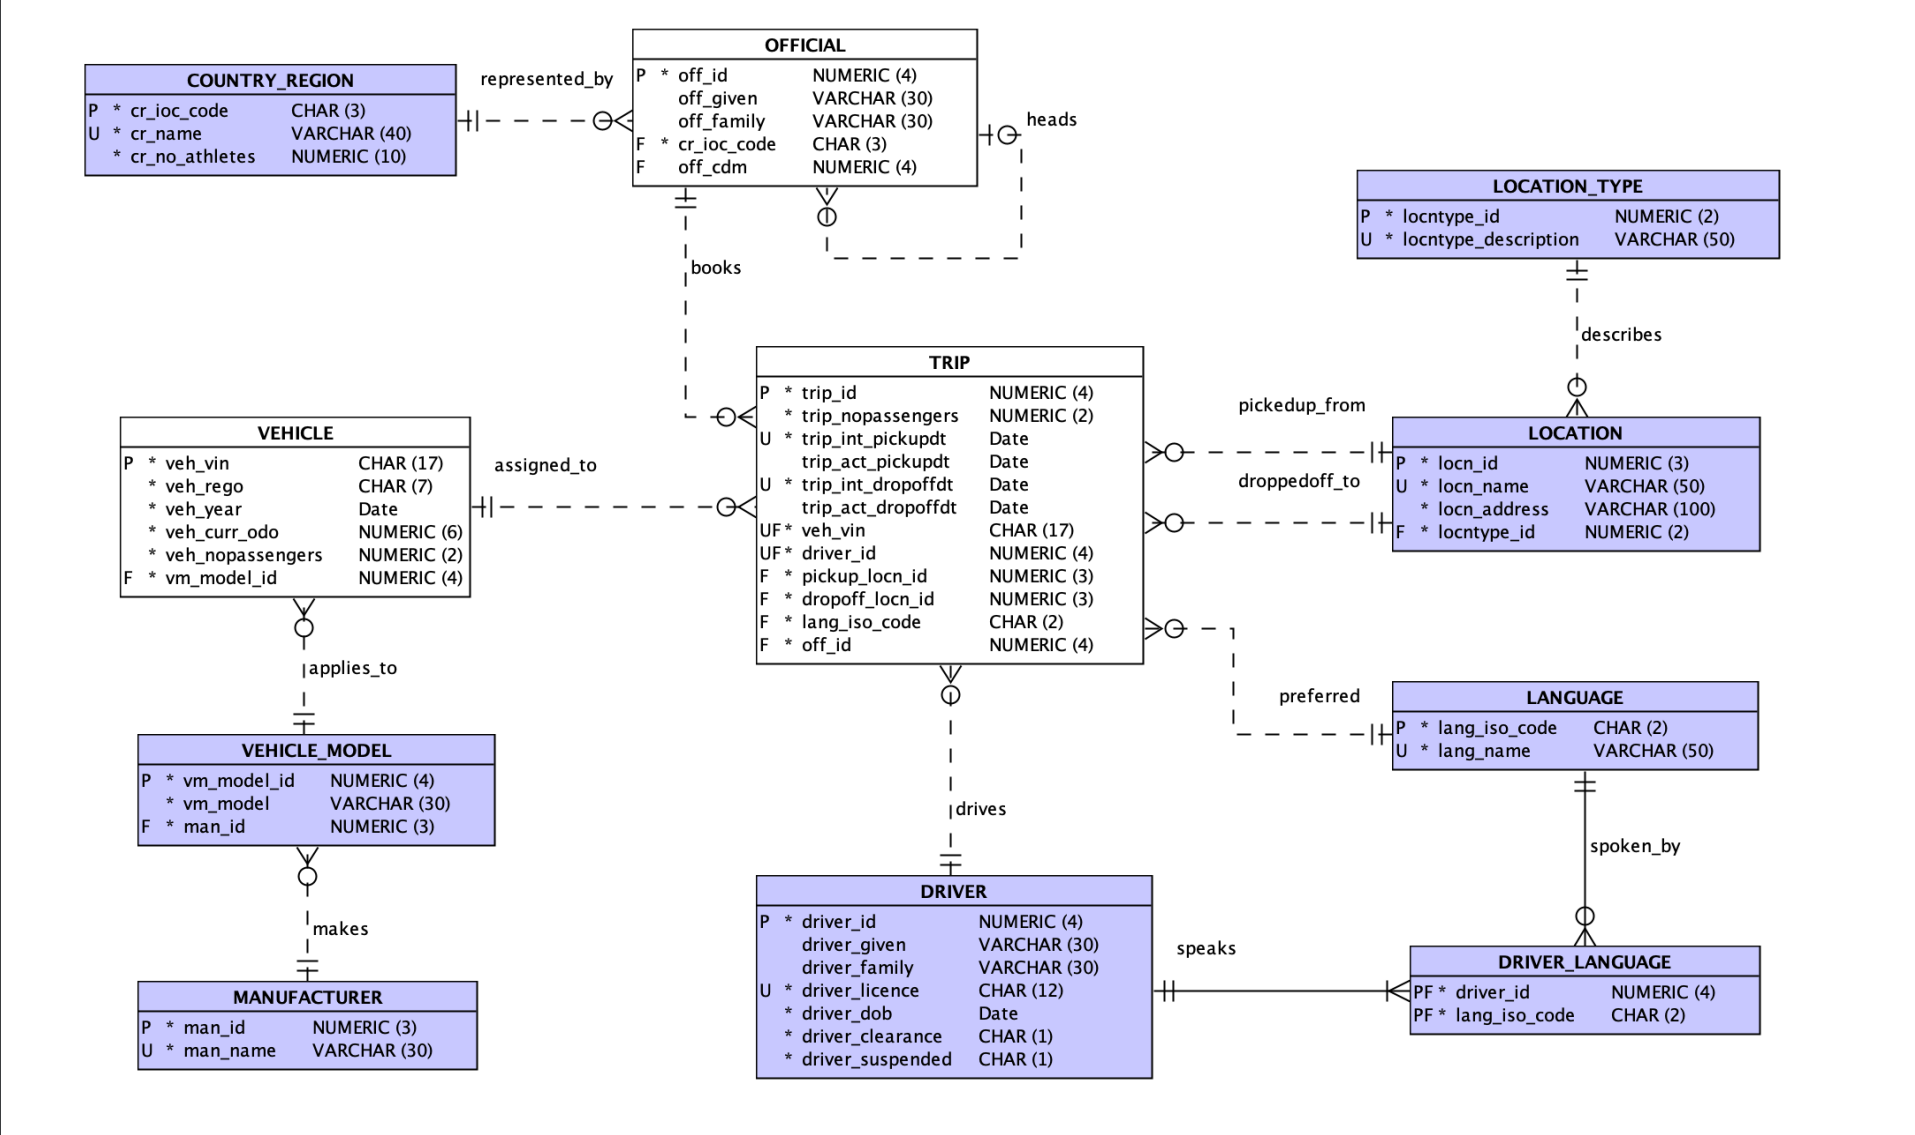 COUNTRY_REGION
P * cr_ioc_code CHAR (3)
U * cr_name VARCHAR (40)
* cr_no_athletes NUMERIC (10)
represented_by
OFFICIAL
P * off_id NUMERIC (4)
off_given VARCHAR (30)
off_family VARCHAR (30)
F * cr_ioc_code CHAR (3)
F off_cdm NUMERIC (4)
heads
books
LOCATION_TYPE
P * locntype_id NUMERIC (2)
U * locntype_description VARCHAR (50)
describes
VEHICLE
P * veh_vin CHAR (17)
* veh_rego CHAR (7)
* veh_year Date
* veh_curr_odo NUMERIC (6)
* veh_nopassengers NUMERIC (2)
F * vm_model_id NUMERIC (4)
assigned_to
TRIP
P * trip_id NUMERIC (4)
* trip_nopassengers NUMERIC (2)
U * trip_int_pickupdt Date
trip_act_pickupdt Date
U * trip_int_dropoffdt Date
trip_act_dropoffdt Date
UF * veh_vin CHAR (17)
UF * driver_id NUMERIC (4)
F * pickup_locn_id NUMERIC (3)
F * dropoff_locn_id NUMERIC (3)
F * lang_iso_code CHAR (2)
F * off_id NUMERIC (4)
pickedup_from
droppedoff_to
LOCATION
P * locn_id NUMERIC (3)
U * locn_name VARCHAR (50)
* locn_address VARCHAR (100)
F * locntype_id NUMERIC (2)
applies_to
VEHICLE_MODEL
P * vm_model_id NUMERIC (4)
* vm_model VARCHAR (30)
F * man_id NUMERIC (3)
preferred
LANGUAGE
P * lang_iso_code CHAR (2)
U * lang_name VARCHAR (50)
drives
spoken_by
makes
MANUFACTURER
P * man_id NUMERIC (3)
U * man_name VARCHAR (30)
DRIVER
P * driver_id NUMERIC (4)
driver_given VARCHAR (30)
driver_family VARCHAR (30)
U * driver_licence CHAR (12)
* driver_dob Date
* driver_clearance CHAR (1)
* driver_suspended CHAR (1)
speaks
DRIVER_LANGUAGE
PF * driver_id NUMERIC (4)
PF * lang_iso_code CHAR (2)